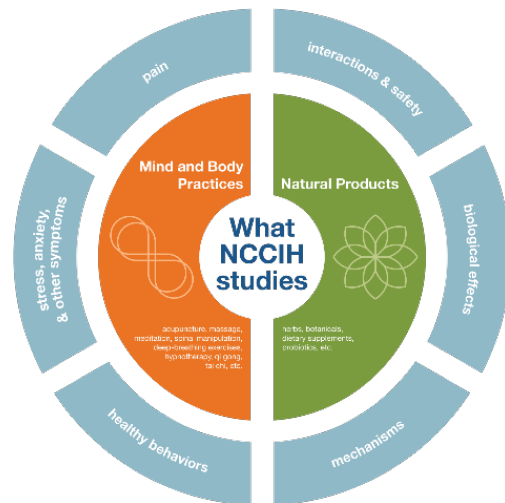 pain
interactions & safety
Mind and Body
Practices
Natural Products
What
NCCIH
studies
stress, anxiety,
& other symptoms
biological effects
acupuncture, massage,
meditation, spinal manipulation,
deep-breathing exercises,
hypnotherapy, qi gong,
tai chi, etc.
herbs, botanicals,
dietary supplements,
probiotics, etc.
healthy behaviors
mechanisms